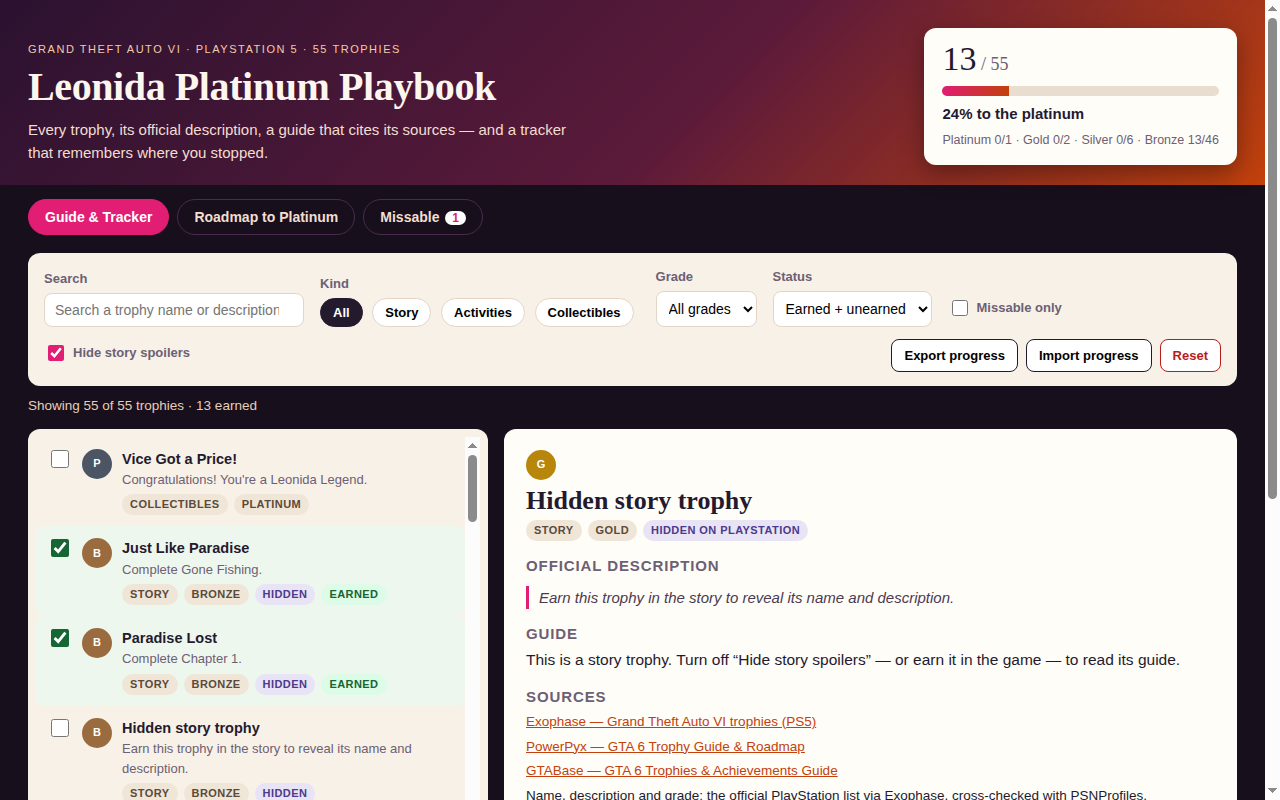 GRAND THEFT AUTO VI · PLAYSTATION 5 · 55 TROPHIES
Leonida Platinum Playbook
Every trophy, its official description, a guide that cites its sources — and a tracker
that remembers where you stopped.
13 / 55
24% to the platinum
Platinum 0/1 · Gold 0/2 · Silver 0/6 · Bronze 13/46
Guide & Tracker
Roadmap to Platinum
Missable 1
Search
Search a trophy name or description
Kind
All
Story
Activities
Collectibles
Grade
All grades
Status
Earned + unearned
Missable only
Hide story spoilers
Export progress
Import progress
Reset
Showing 55 of 55 trophies · 13 earned
P
Vice Got a Price!
Congratulations! You're a Leonida Legend.
COLLECTIBLES PLATINUM
B
Just Like Paradise
Complete Gone Fishing.
STORY BRONZE HIDDEN EARNED
B
Paradise Lost
Complete Chapter 1.
STORY BRONZE HIDDEN EARNED
B
Hidden story trophy
Earn this trophy in the story to reveal its name and
description.
STORY BRONZE HIDDEN
G
Hidden story trophy
STORY GOLD HIDDEN ON PLAYSTATION
OFFICIAL DESCRIPTION
Earn this trophy in the story to reveal its name and description.
GUIDE
This is a story trophy. Turn off “Hide story spoilers” — or earn it in the game — to read its guide.
SOURCES
Exophase — Grand Theft Auto VI trophies (PS5)
PowerPyx — GTA 6 Trophy Guide & Roadmap
GTABase — GTA 6 Trophies & Achievements Guide
Name, description and grade: the official PlayStation list via Exophase, cross-checked with PSNProfiles.